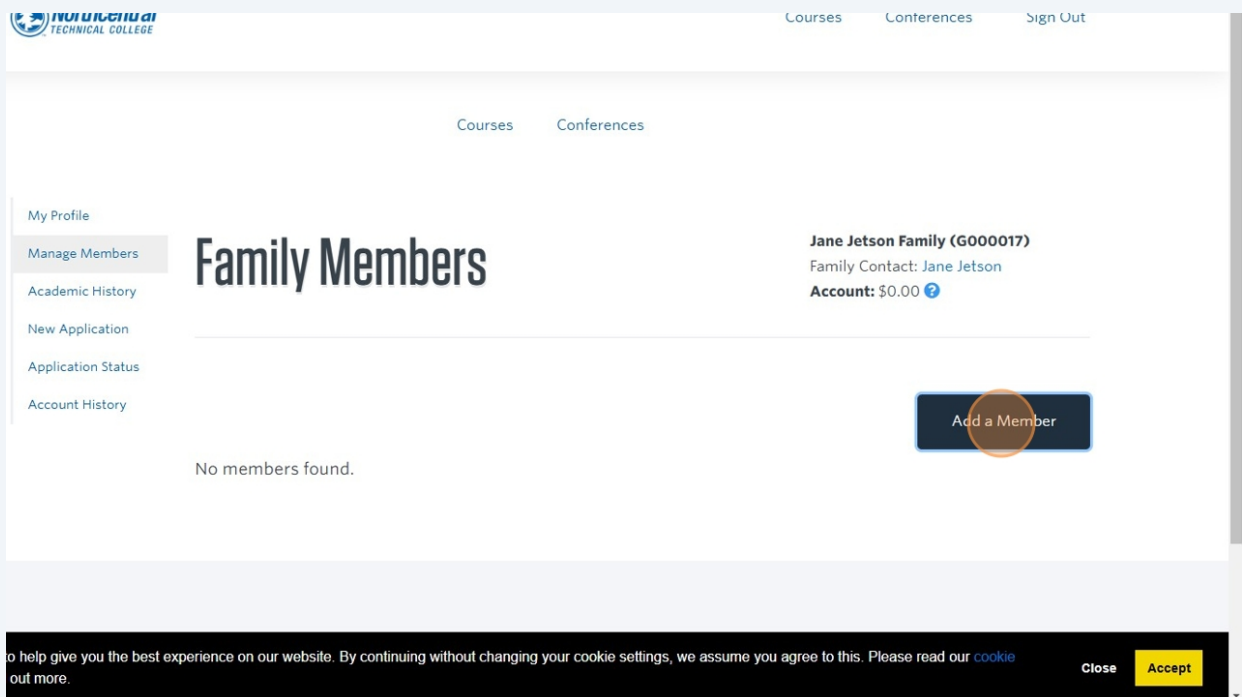 Northcentral
TECHNICAL COLLEGE
Courses Conferences Sign Out
Courses Conferences
My Profile
Manage Members
Academic History
New Application
Application Status
Account History
Family Members
Jane Jetson Family (G000017)
Family Contact: Jane Jetson
Account: $0.00 ?
Add a Member
No members found.
to help give you the best experience on our website. By continuing without changing your cookie settings, we assume you agree to this. Please read our cookie
out more.
Close Accept